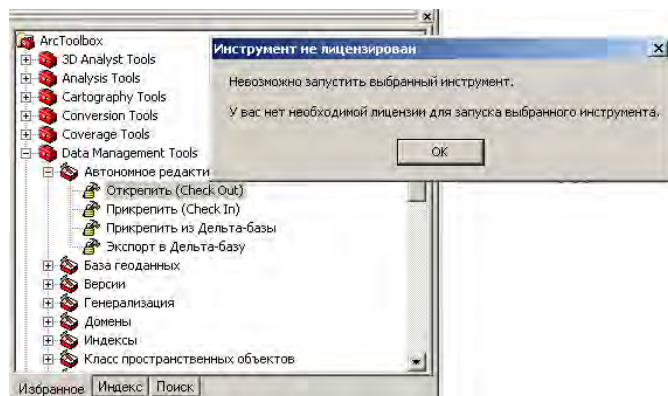 ArcToolbox
3D Analyst Tools
Analysis Tools
Cartography Tools
Conversion Tools
Coverage Tools
Data Management Tools
Автономное редакти
Открепить (Check Out)
Прикрепить (Check In)
Прикрепить из Дельта-базы
Экспорт в Дельта-базу
База геоданных
Версии
Генерализация
Домены
Индексы
Класс пространственных объектов
Избранное Индекс Поиск
Инструмент не лицензирован
Невозможно запустить выбранный инструмент.
У вас нет необходимой лицензии для запуска выбранного инструмента.
OK